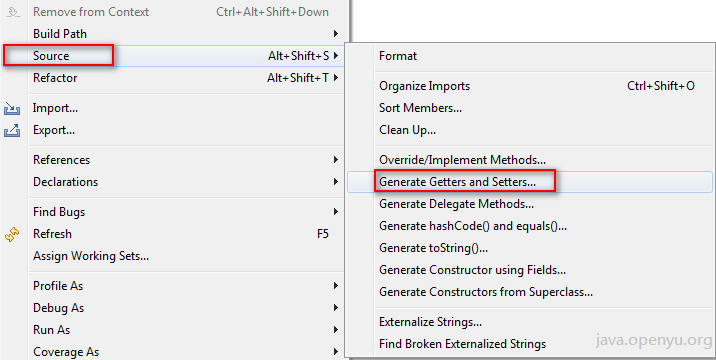 Remove from Context Ctrl+Alt+Shift+Down
Build Path
Source Alt+Shift+S
Refactor Alt+Shift+T
Import...
Export...
References
Declarations
Find Bugs
Refresh F5
Assign Working Sets...
Profile As
Debug As
Run As
Coverage As
Format
Organize Imports Ctrl+Shift+O
Sort Members...
Clean Up...
Override/Implement Methods...
Generate Getters and Setters...
Generate Delegate Methods...
Generate hashCode() and equals()...
Generate toString()...
Generate Constructor using Fields...
Generate Constructors from Superclass...
Externalize Strings...
Find Broken Externalized Strings
java.openyu.org